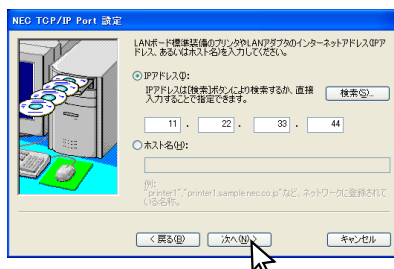 NEC TCP/IP Port 設定
LANボード標準装備のプリンタやLANアダプタのインターネットアドレス(IPア
ドレス、あるいはホスト名)を入力してください。
IPアドレス(I):
IPアドレスは[検索]ボタンにより検索するか、直接
入力することで指定できます。
検索(S)...
11 . 22 . 33 . 44
ホスト名(H):
例:
"printer1","printer1.sample.nec.co.jp"など、ネットワークに登録されて
いる名称。
< 戻る(B)
次へ(N) >
キャンセル